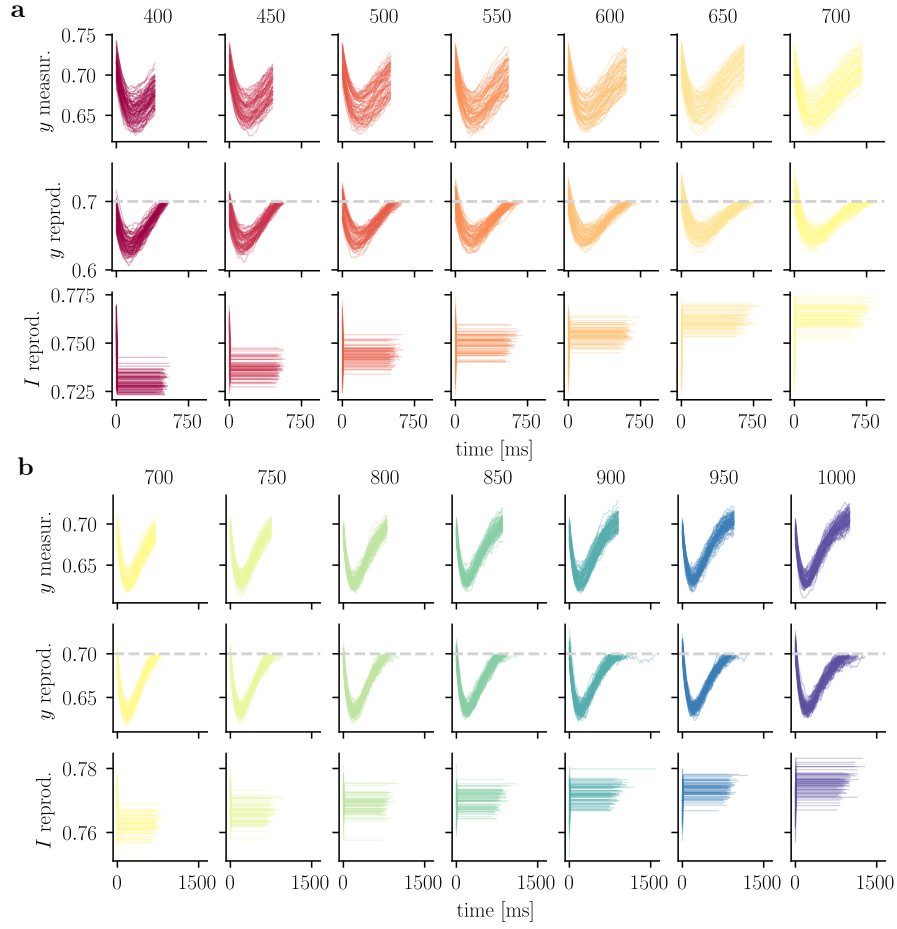 a
400 450 500 550 600 650 700
y measur.
0.75
0.70
0.65
y reprod.
0.7
0.6
I reprod.
0.775
0.750
0.725
0 750 0 750 0 750 0 750 0 750 0 750 0 750
time [ms]
b
700 750 800 850 900 950 1000
y measur.
0.70
0.65
y reprod.
0.70
0.65
I reprod.
0.78
0.76
0 1500 0 1500 0 1500 0 1500 0 1500 0 1500 0 1500
time [ms]